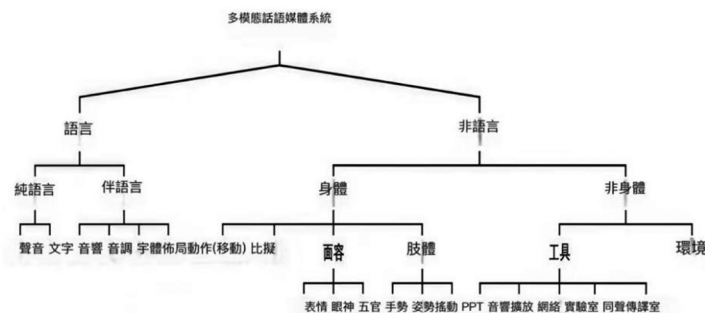 多模態話語媒體系統
語言 非語言
純語言 伴語言 身體 非身體
聲音 文字 音響 音調 字體佈局動作(移動) 比擬 面容 肢體 工具 環境
表情 眼神 五官 手勢 姿勢搖動 PPT 音響擴放 網絡 實驗室 同聲傳譯室